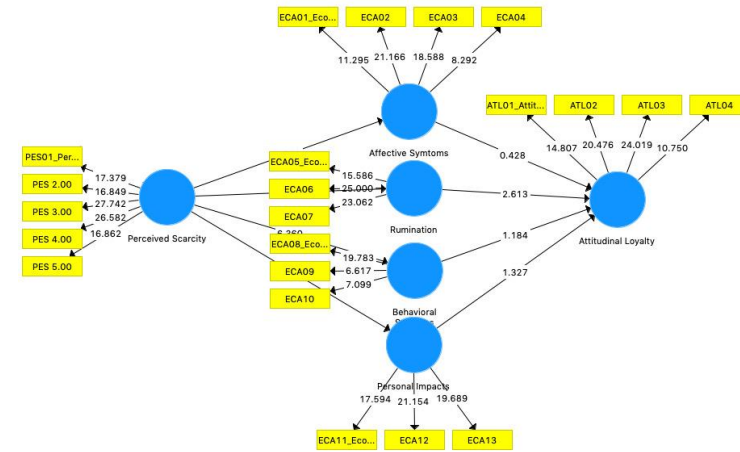 ECA01_Eco...
ECA02
ECA03
ECA04
11.295
21.166
18.588
8.292
Affective Symtoms
ATL01_Attit...
ATL02
ATL03
ATL04
14.807
20.476
24.019
10.750
Attitudinal Loyalty
PES01_Per...
PES 2.00
PES 3.00
PES 4.00
PES 5.00
17.379
16.849
27.742
26.582
16.862
Perceived Scarcity
ECA05_Eco...
ECA06
ECA07
15.586
25.000
23.062
Rumination
0.428
2.613
1.184
1.327
6.360
ECA08_Eco...
ECA09
ECA10
19.783
6.617
7.099
Behavioral
Personal Impacts
17.594
21.154
19.689
ECA11_Eco...
ECA12
ECA13